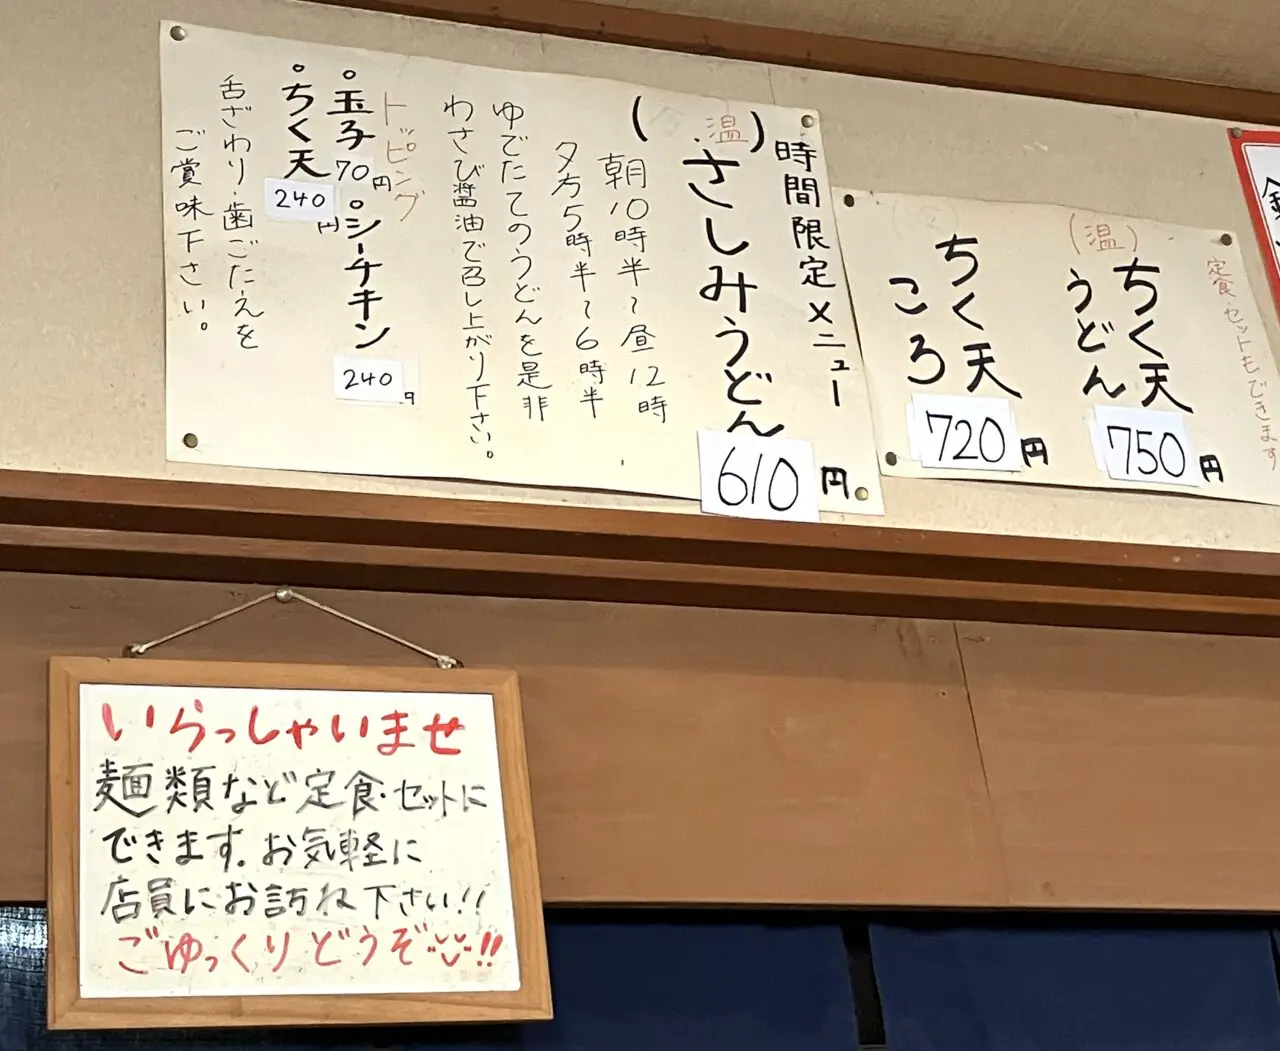 定食・セットもできます
(温)
ちく天
うどん
750円
(冷)
ちく天
ころ
720円
時間限定メニュー
(冷 温)
さしみうどん
610円
朝10時半〜昼12時
夕方5時半〜6時半
ゆでたてのうどんを是非
わさび醤油で召し上がり下さい。
トッピング
玉子70円
シーチキン
240円
ちく天
240円
舌ざわり・歯ごたえを
ご賞味下さい。
いらっしゃいませ
麺類など定食・セットに
できます。お気軽に
店員にお訪ね下さい!!
ごゆっくりどうぞ!!